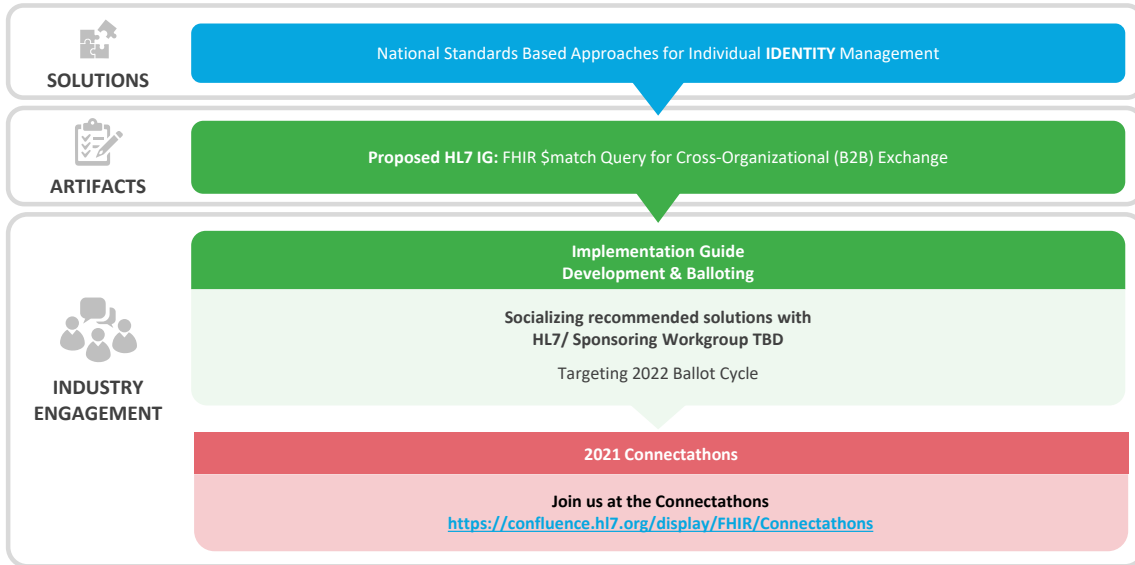 SOLUTIONS
National Standards Based Approaches for Individual IDENTITY Management
ARTIFACTS
Proposed HL7 IG: FHIR $match Query for Cross-Organizational (B2B) Exchange
INDUSTRY
ENGAGEMENT
Implementation Guide
Development & Balloting
Socializing recommended solutions with
HL7/ Sponsoring Workgroup TBD
Targeting 2022 Ballot Cycle
2021 Connectathons
Join us at the Connectathons
https://confluence.hl7.org/display/FHIR/Connectathons